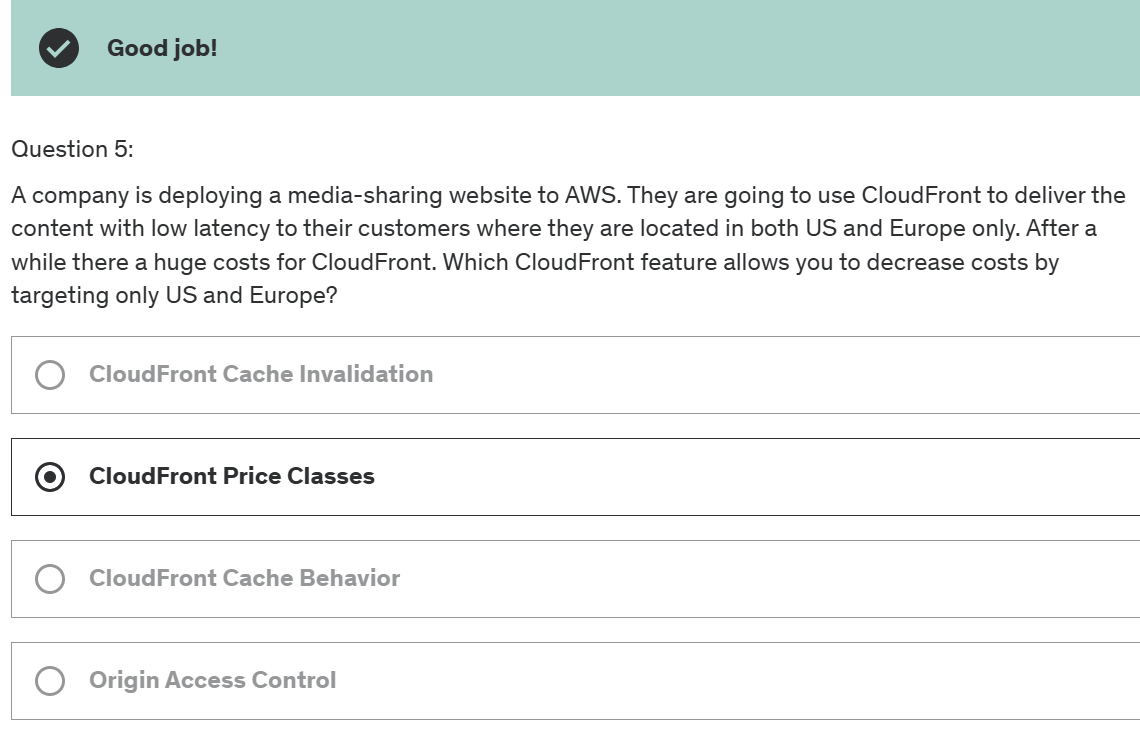 Good job!
Question 5:
A company is deploying a media-sharing website to AWS. They are going to use CloudFront to deliver the
content with low latency to their customers where they are located in both US and Europe only. After a
while there a huge costs for CloudFront. Which CloudFront feature allows you to decrease costs by
targeting only US and Europe?
CloudFront Cache Invalidation
CloudFront Price Classes
CloudFront Cache Behavior
Origin Access Control